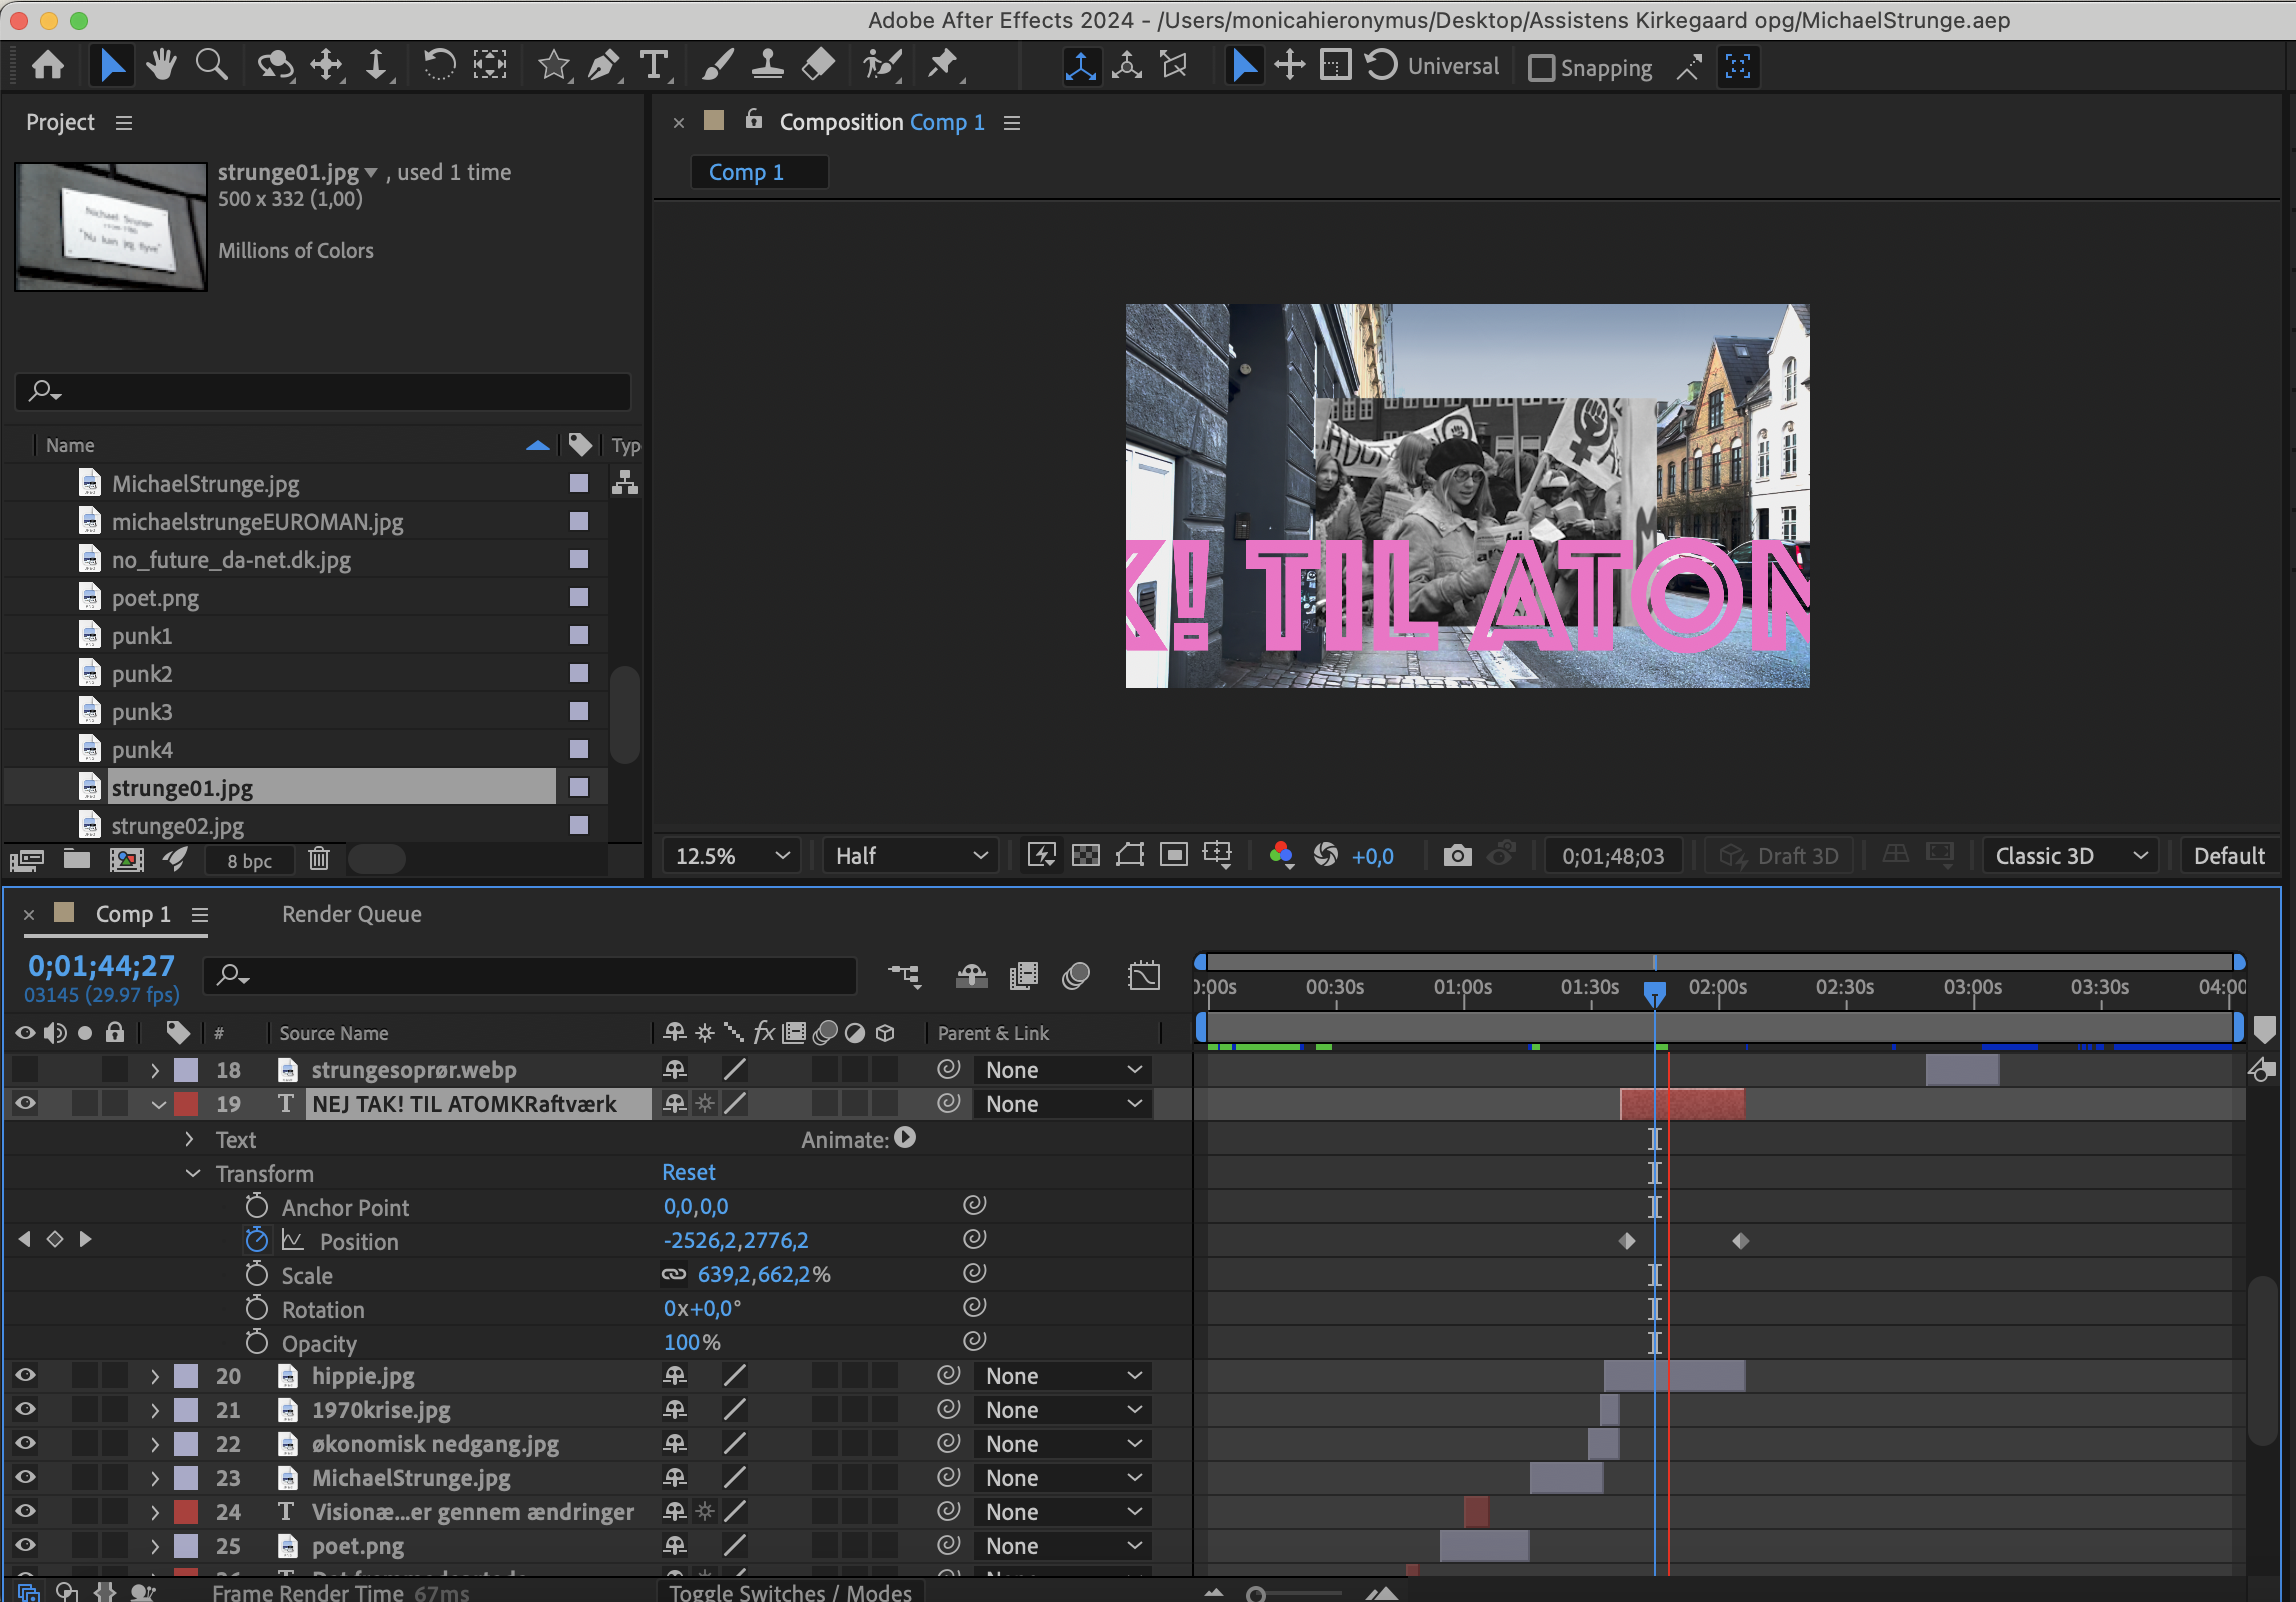 Adobe After Effects 2024 - /Users/monicahieronymus/Desktop/Assistens Kirkegaard opg/MichaelStrunge.aep
Universal
Snapping
Project
strunge01.jpg , used 1 time
500 x 332 (1,00)
Millions of Colors
Michael Strunge
"Nu kan jeg flyve"
Name
Typ
MichaelStrunge.jpg
michaelstrungeEUROMAN.jpg
no_future_da-net.dk.jpg
poet.png
punk1
punk2
punk3
punk4
strunge01.jpg
strunge02.jpg
8 bpc
Composition Comp 1
Comp 1
K! TIL ATOM
12.5%
Half
+0,0
0;01;48;03
Draft 3D
Classic 3D
Default
Comp 1
Render Queue
0;01;44;27
03145 (29.97 fps)
0:00s 00:30s 01:00s 01:30s 02:00s 02:30s 03:00s 03:30s 04:00
# Source Name fx Parent & Link
18 strungesoprør.webp None
19 T NEJ TAK! TIL ATOMKRaftværk None
Text Animate:
Transform Reset
Anchor Point 0,0,0,0
Position -2526,2,2776,2
Scale 639,2,662,2%
Rotation 0x+0,0°
Opacity 100%
20 hippie.jpg None
21 1970krise.jpg None
22 økonomisk nedgang.jpg None
23 MichaelStrunge.jpg None
24 T Visionæ...er gennem ændringer None
25 poet.png None
Frame Render Time 67ms
Toggle Switches / Modes